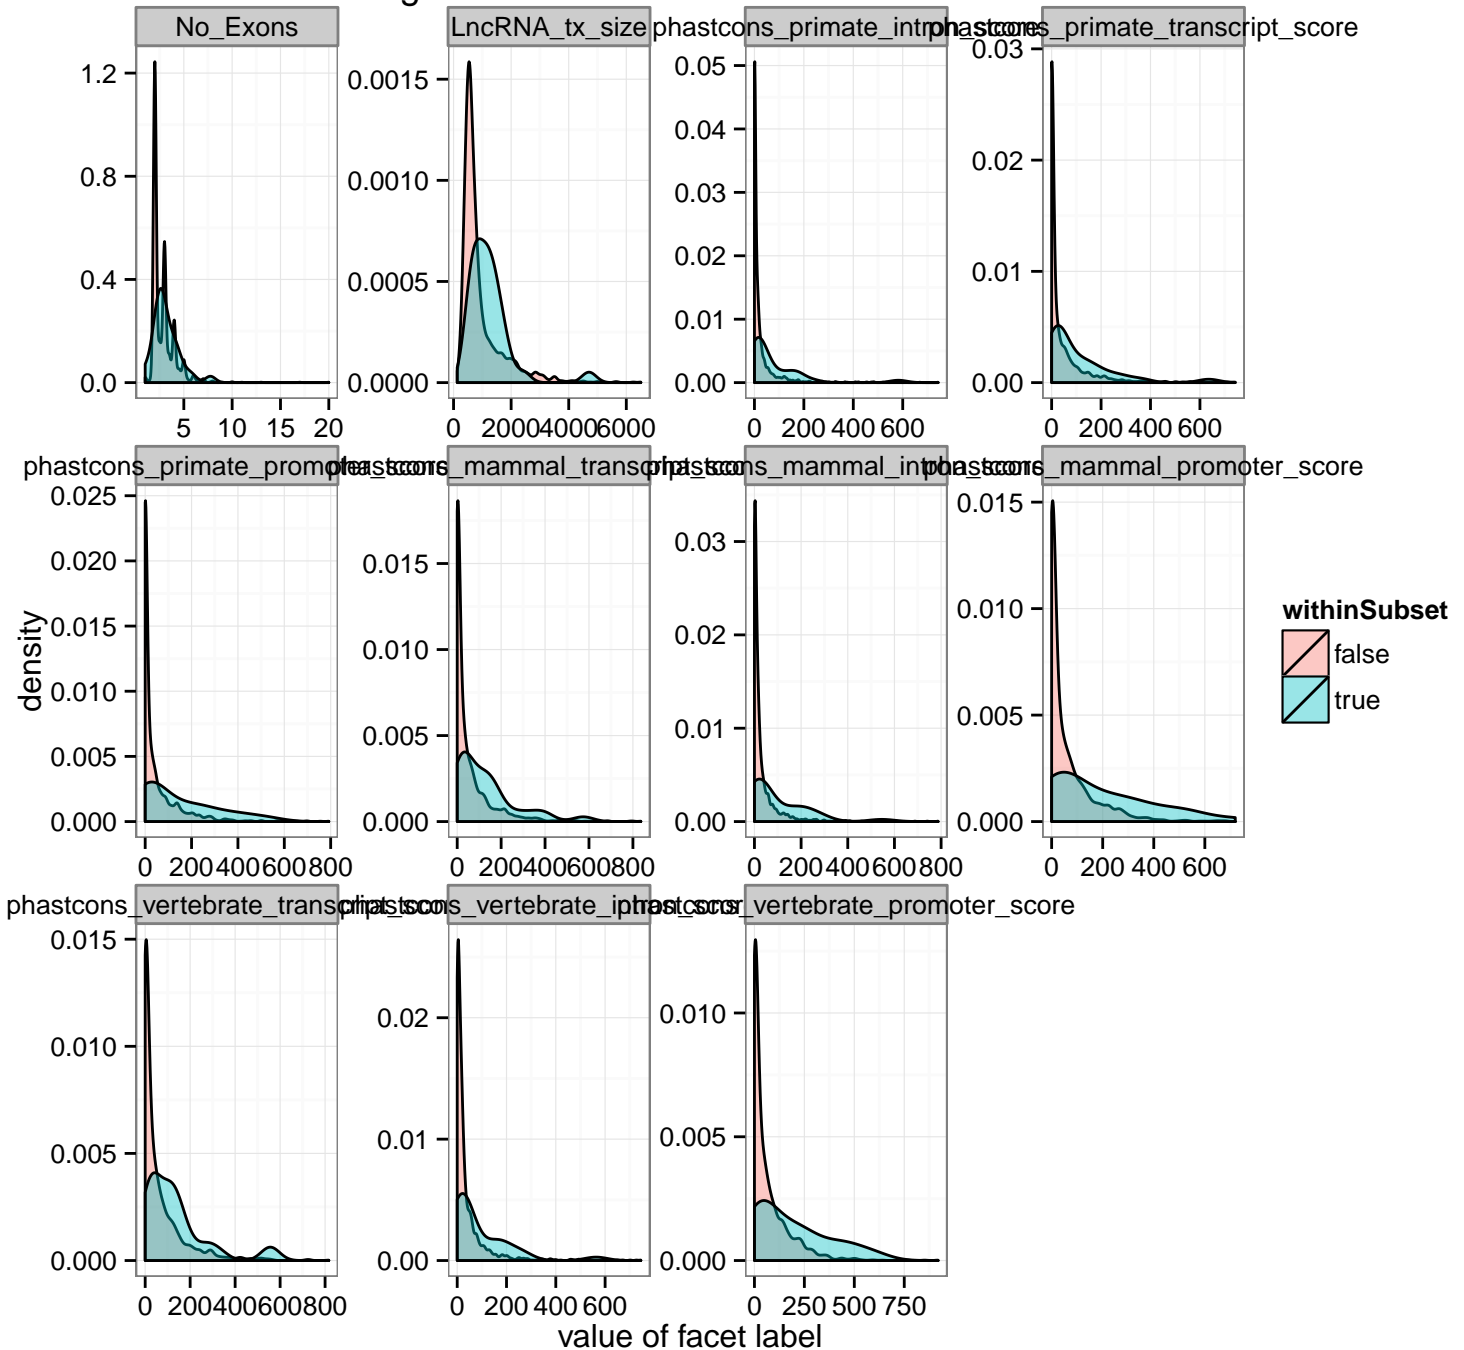 No_Exons
LncRNA_tx_size
phastcons_primate_intron_score
phastcons_primate_transcript_score
1.2
0.8
0.4
0.0
5 10 15 20
0.0015
0.0010
0.0005
0.0000
0 2000 4000 6000
0.05
0.04
0.03
0.02
0.01
0.00
0 200 400 600
0.03
0.02
0.01
0.00
0 200 400 600
phastcons_primate_promoter_score
phastcons_mammal_transcript_score
phastcons_mammal_intron_score
phastcons_mammal_promoter_score
0.025
0.020
0.015
0.010
0.005
0.000
0 200 400 600 800
0.015
0.010
0.005
0.000
0 200 400 600 800
0.03
0.02
0.01
0.00
0 200 400 600 800
0.015
0.010
0.005
0.000
0 200 400 600
phastcons_vertebrate_transcript_score
phastcons_vertebrate_intron_score
phastcons_vertebrate_promoter_score
0.015
0.010
0.005
0.000
0 200 400 600 800
0.02
0.01
0.00
0 200 400 600
0.010
0.005
0.000
0 250 500 750
density
value of facet label
withinSubset
false
true